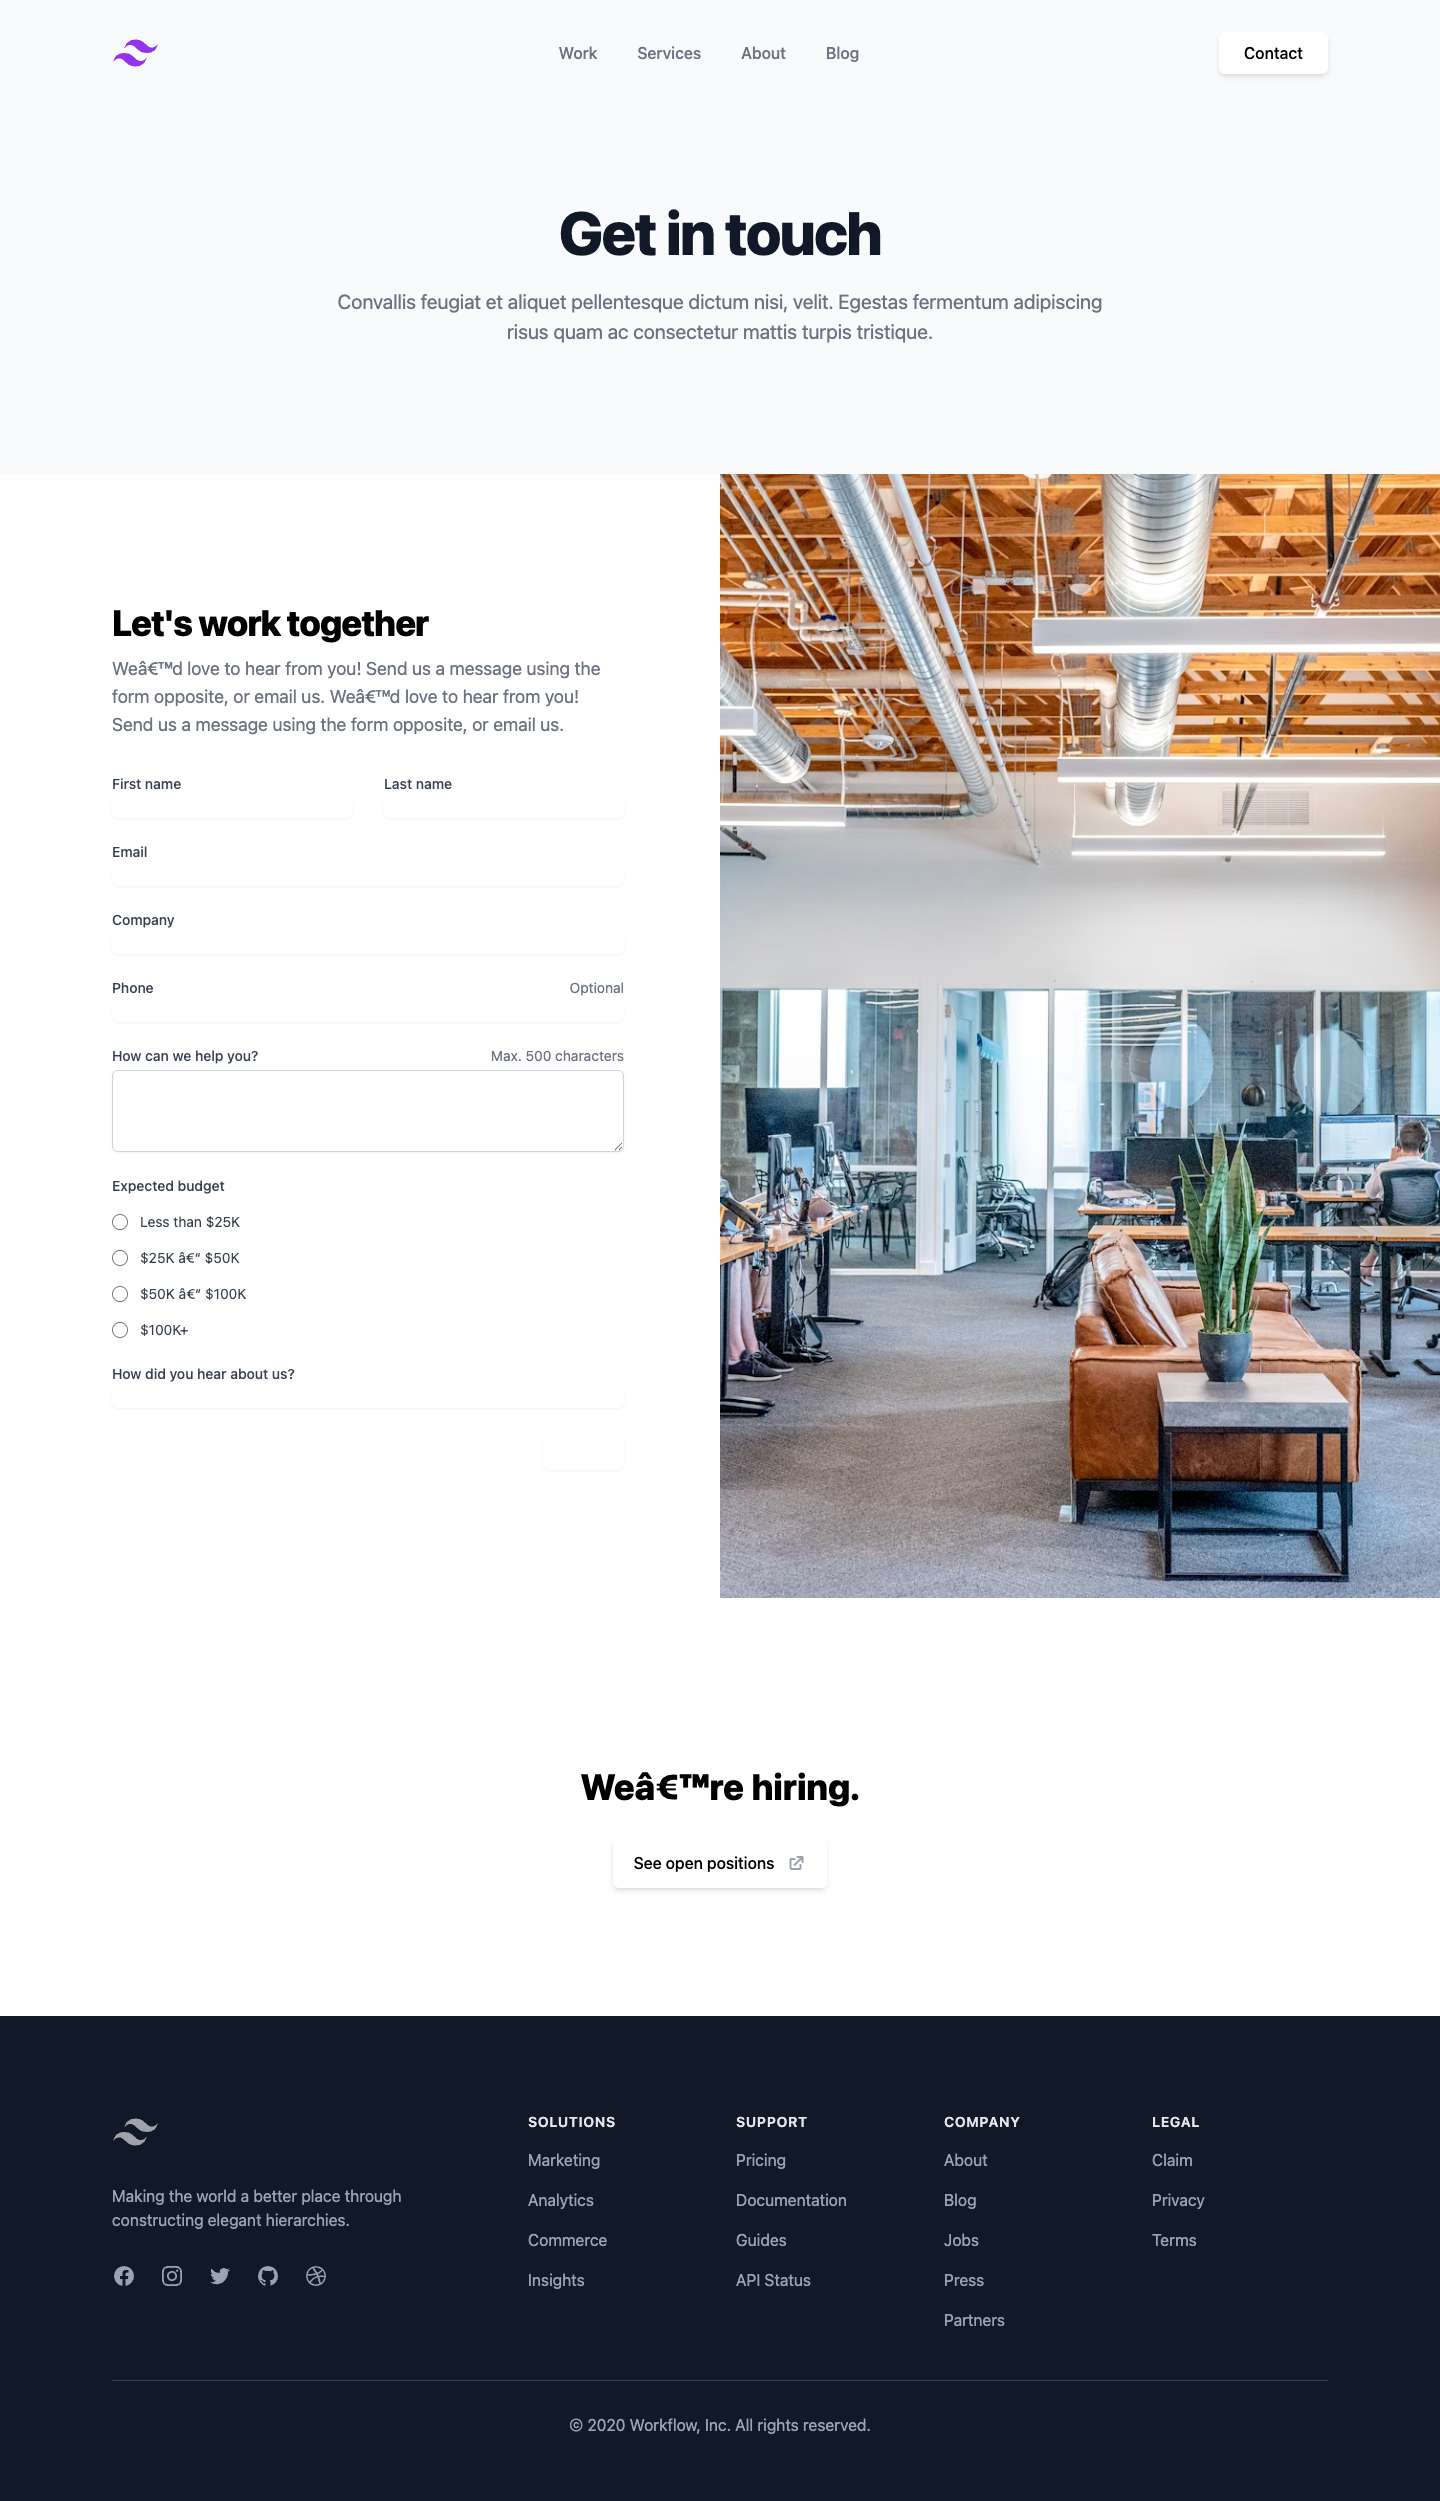 Work Services About Blog Contact
Get in touch
Convallis feugiat et aliquet pellentesque dictum nisi, velit. Egestas fermentum adipiscing
risus quam ac consectetur mattis turpis tristique.
Let's work together
Weâ€™d love to hear from you! Send us a message using the
form opposite, or email us. Weâ€™d love to hear from you!
Send us a message using the form opposite, or email us.
First name Last name
Email
Company
Phone Optional
How can we help you? Max. 500 characters
Expected budget
Less than $25K
$25K â€“ $50K
$50K â€“ $100K
$100K+
How did you hear about us?
Weâ€™re hiring.
See open positions
Making the world a better place through
constructing elegant hierarchies.
SOLUTIONS
Marketing
Analytics
Commerce
Insights
SUPPORT
Pricing
Documentation
Guides
API Status
COMPANY
About
Blog
Jobs
Press
Partners
LEGAL
Claim
Privacy
Terms
© 2020 Workflow, Inc. All rights reserved.